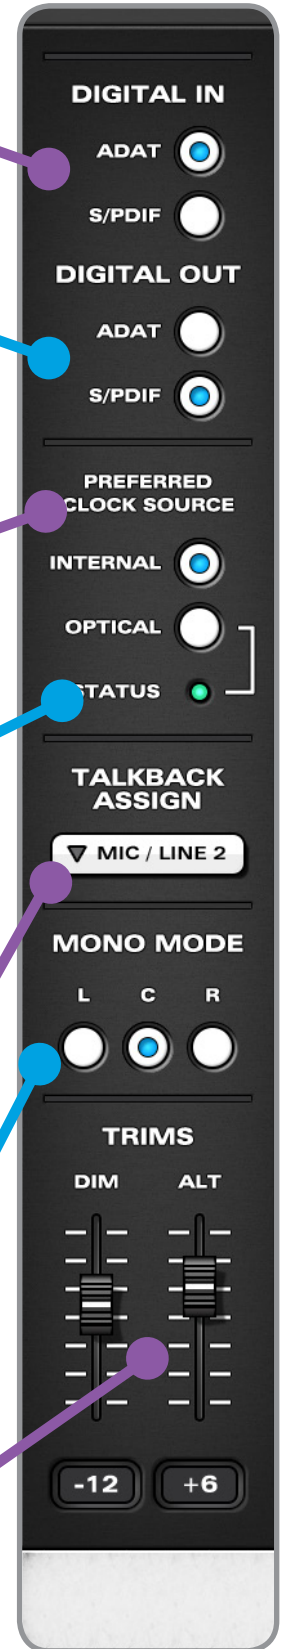 DIGITAL IN
ADAT
S/PDIF
DIGITAL OUT
ADAT
S/PDIF
PREFERRED
CLOCK SOURCE
INTERNAL
OPTICAL
STATUS
TALKBACK
ASSIGN
MIC / LINE 2
MONO MODE
L C R
TRIMS
DIM ALT
-12 +6